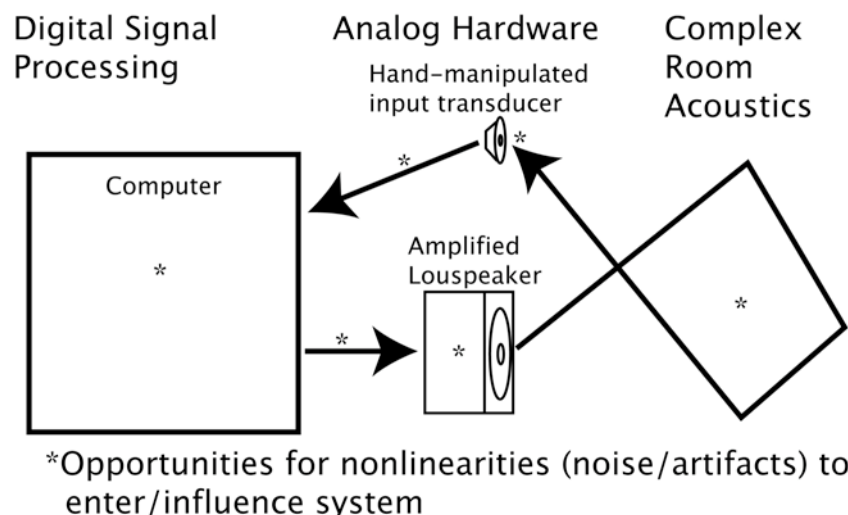 Digital Signal
Processing
Analog Hardware
Complex
Room
Acoustics
Hand-manipulated
input transducer
*
*
Computer
*
Amplified
Louspeaker
*
*
*
*Opportunities for nonlinearities (noise/artifacts) to
enter/influence system